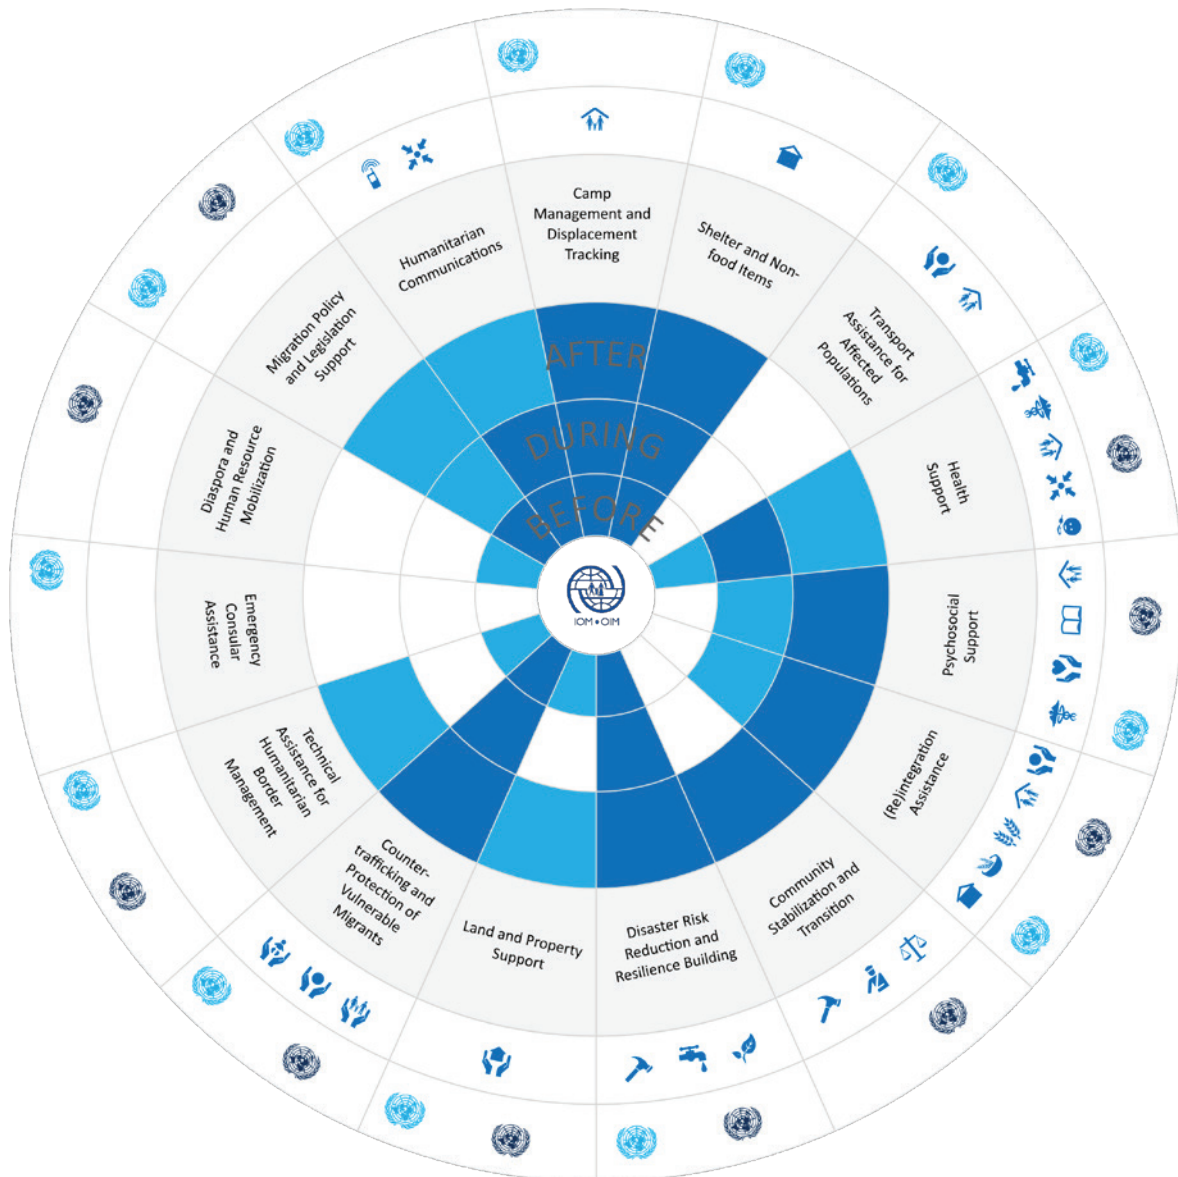 Camp
Management and
Displacement
Tracking
Shelter and Non-
food Items
Transport
Assistance for
Affected
Populations
Health
Support
Psychosocial
Support
(Re)integration
Assistance
Community
Stabilization and
Transition
Disaster Risk
Reduction and
Resilience Building
Land and Property
Support
Counter-
trafficking and
Protection of
Vulnerable
Migrants
Technical
Assistance for
Humanitarian
Border
Management
Emergency
Consular
Assistance
Diaspora and
Human Resource
Mobilization
Migration Policy
and Legislation
Support
Humanitarian
Communications
AFTER
DURING
BEFORE
IOM • OIM